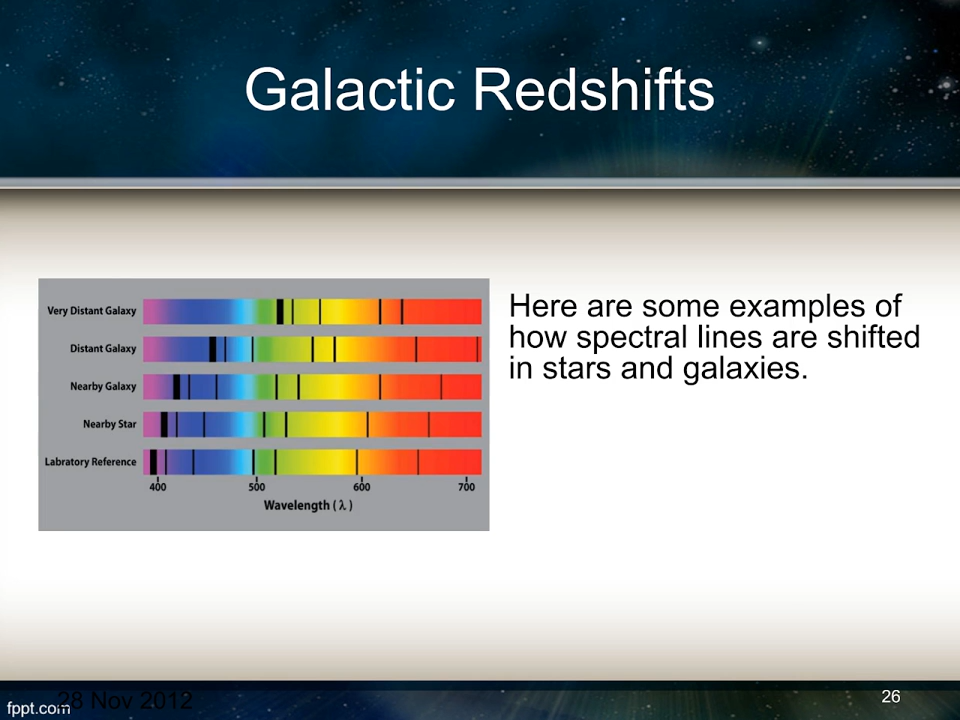 Galactic Redshifts
Very Distant Galaxy
Distant Galaxy
Nearby Galaxy
Nearby Star
Labratory Reference
400 500 600 700
Wavelength ( λ )
Here are some examples of
how spectral lines are shifted
in stars and galaxies.
28 Nov 2012
fppt.com
26